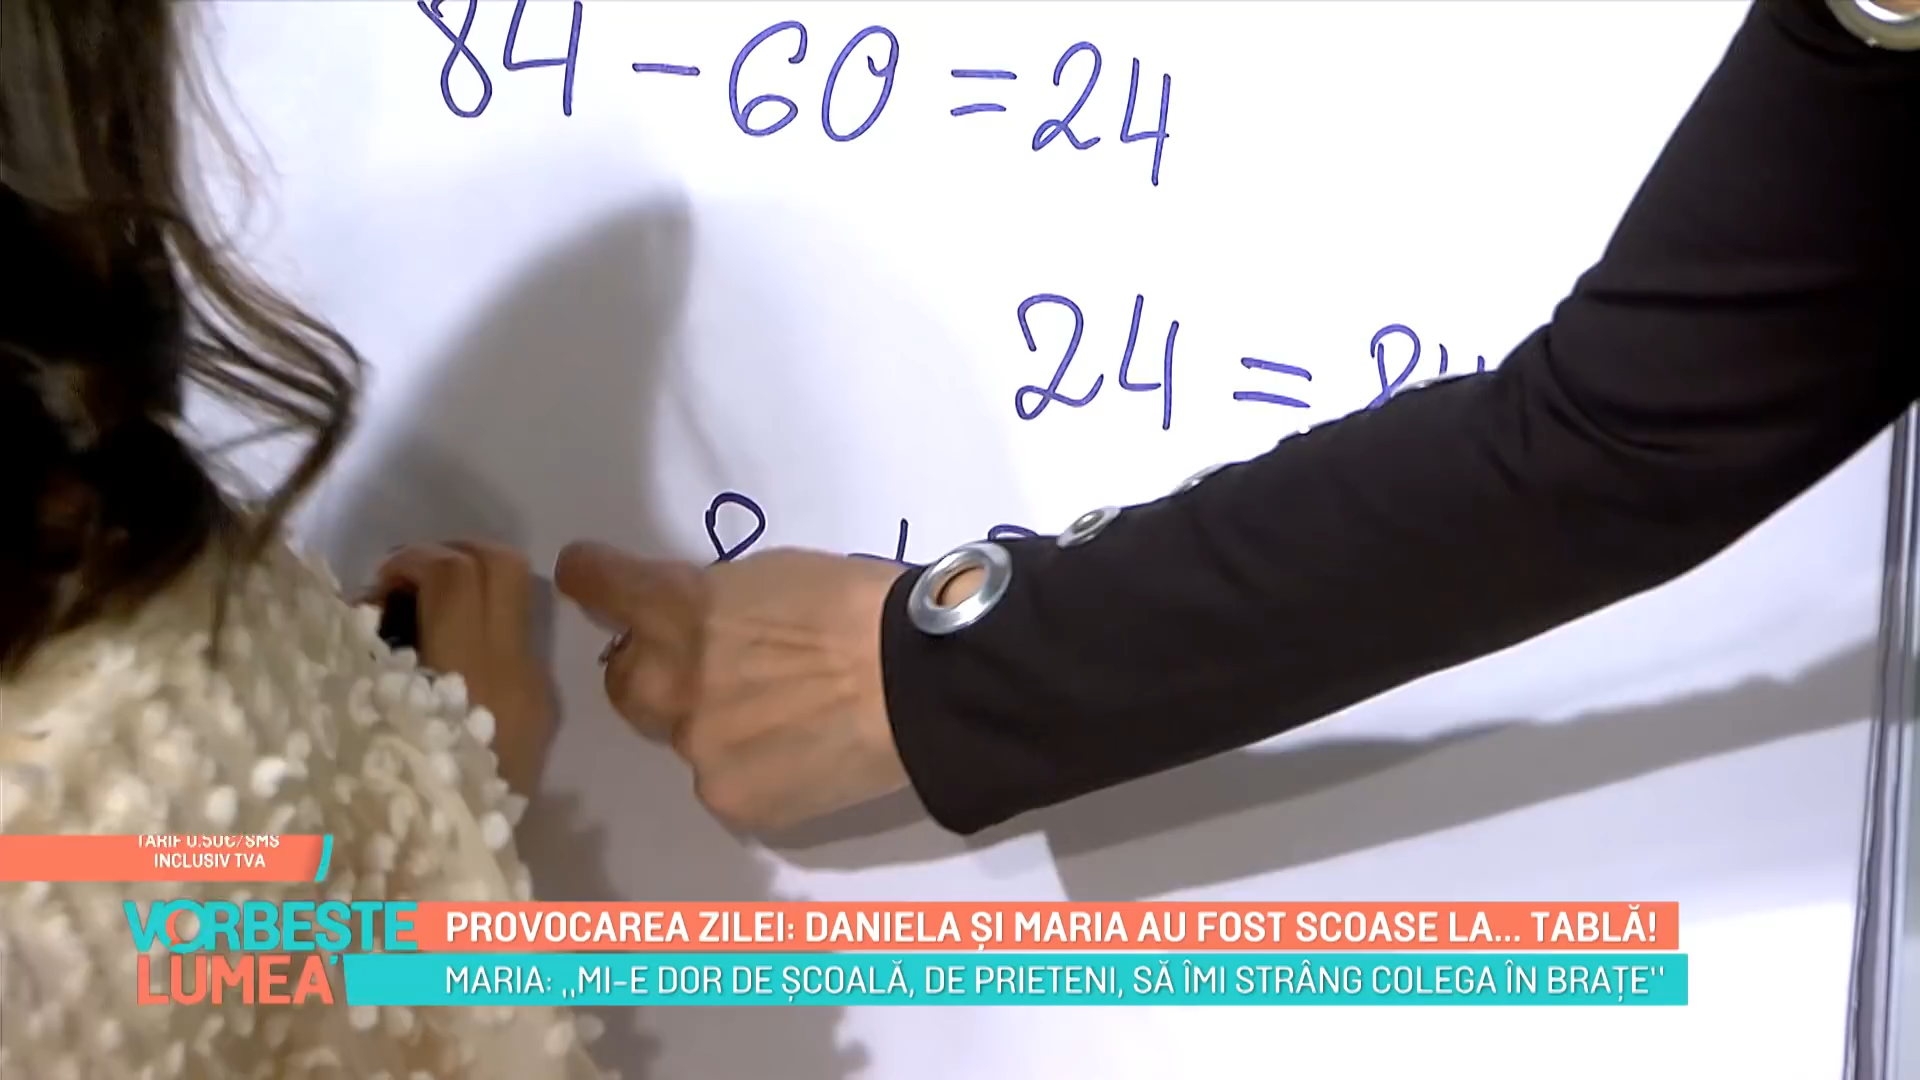 84 - 60 = 24
24 = 84
TARIF 0.50€/SMS
INCLUSIV TVA
VORBEȘTE
LUMEA
PROVOCAREA ZILEI: DANIELA ȘI MARIA AU FOST SCOASE LA... TABLĂ!
MARIA: ,,MI-E DOR DE ȘCOALĂ, DE PRIETENI, SĂ ÎMI STRÂNG COLEGA ÎN BRAȚE''